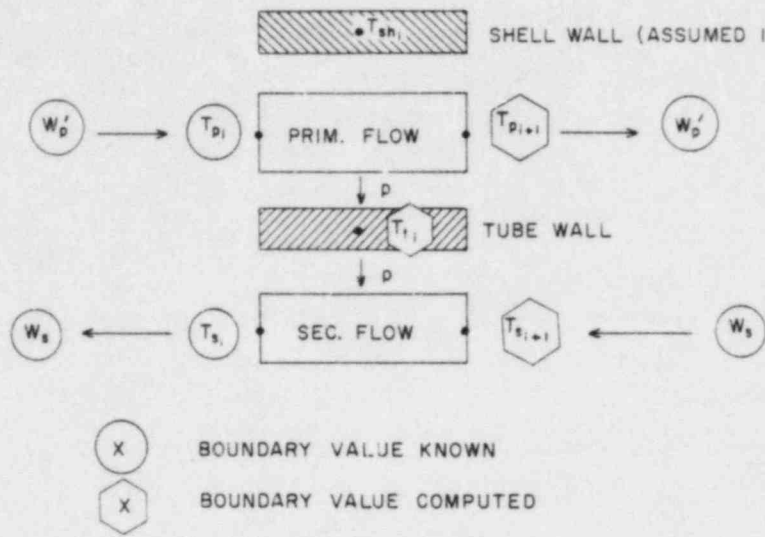 T_sh_i SHELL WALL (ASSUMED
W_p' T_p_i PRIM. FLOW T_p_i+1 W_p'
p
T_t_i TUBE WALL
p
W_s T_s_i SEC. FLOW T_s_i+1 W_s
X BOUNDARY VALUE KNOWN
X BOUNDARY VALUE COMPUTED